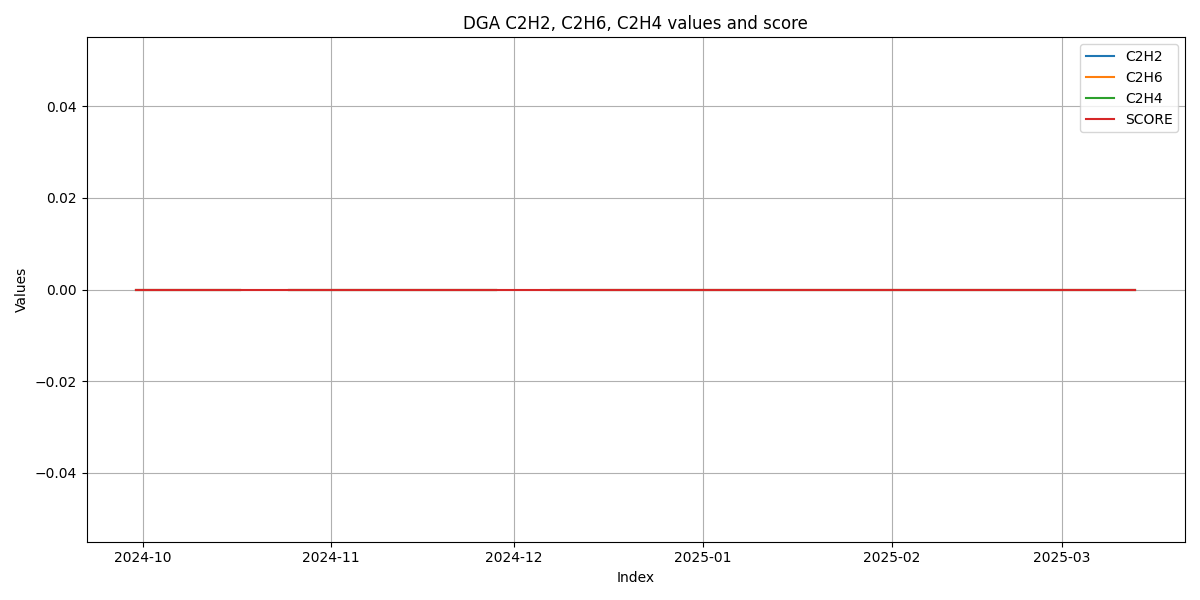 DGA C2H2, C2H6, C2H4 values and score
C2H2
C2H6
C2H4
SCORE
Values
0.04
0.02
0.00
−0.02
−0.04
2024-10
2024-11
2024-12
2025-01
2025-02
2025-03
Index